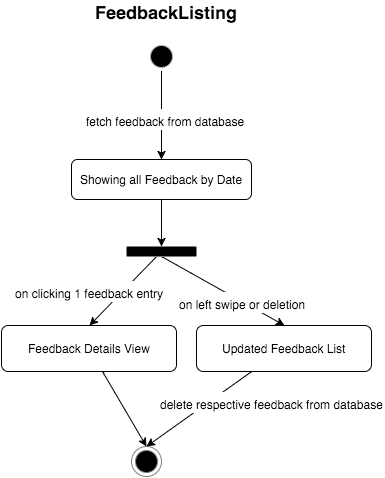 FeedbackListing
fetch feedback from database
Showing all Feedback by Date
on clicking 1 feedback entry
on left swipe or deletion
Feedback Details View
Updated Feedback List
delete respective feedback from database